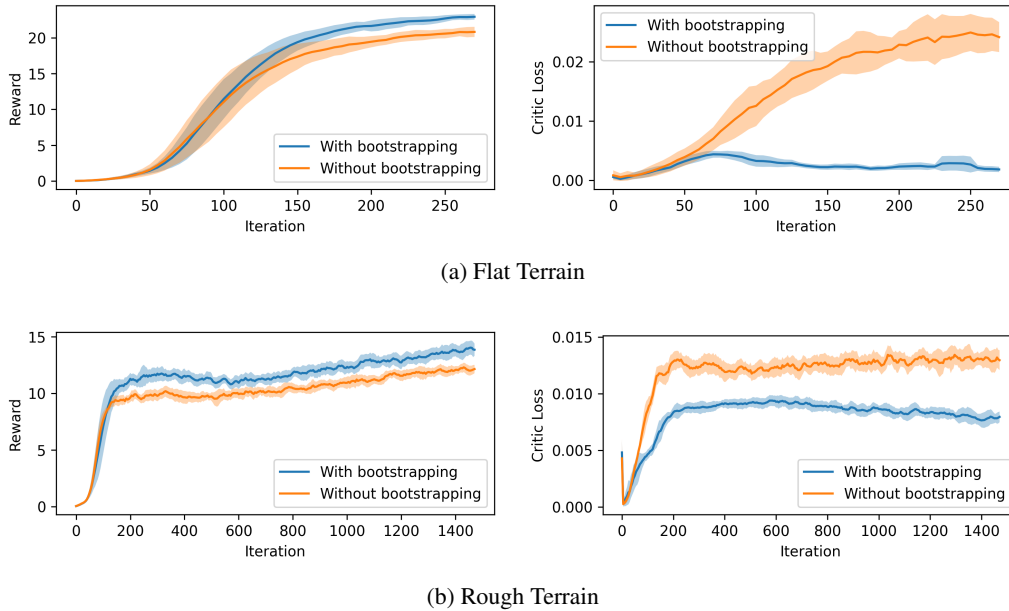 Reward
20
15
10
5
0
With bootstrapping
Without bootstrapping
0 50 100 150 200 250
Iteration
Critic Loss
0.02
0.01
0.00
With bootstrapping
Without bootstrapping
0 50 100 150 200 250
Iteration
(a) Flat Terrain
Reward
15
10
5
0
With bootstrapping
Without bootstrapping
0 200 400 600 800 1000 1200 1400
Iteration
Critic Loss
0.015
0.010
0.005
0.000
With bootstrapping
Without bootstrapping
0 200 400 600 800 1000 1200 1400
Iteration
(b) Rough Terrain